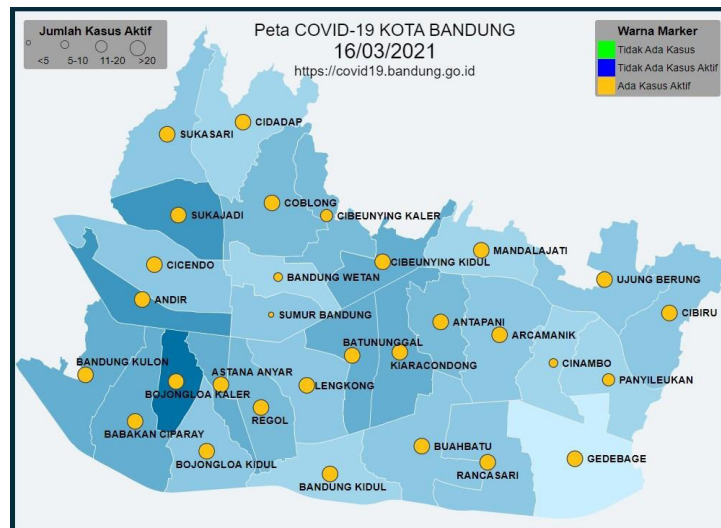 Jumlah Kasus Aktif
<5 5-10 11-20 >20
Peta COVID-19 KOTA BANDUNG
16/03/2021
https://covid19.bandung.go.id
Warna Marker
Tidak Ada Kasus
Tidak Ada Kasus Aktif
Ada Kasus Aktif
CIDADAP
SUKASARI
COBLONG
SUKAJADI
CIBEUNYING KALER
MANDALAJATI
CICENDO
CIBEUNYING KIDUL
BANDUNG WETAN
UJUNG BERUNG
ANDIR
SUMUR BANDUNG
CIBIRU
ANTAPANI
ARCAMANIK
BATUNUNGGAL
KIARACONDONG
BANDUNG KULON
CINAMBO
ASTANA ANYAR
BOJONGLOA KALER
LENGKONG
PANYILEUKAN
REGOL
BABAKAN CIPARAY
BUAHBATU
BOJONGLOA KIDUL
GEDEBAGE
RANCASARI
BANDUNG KIDUL